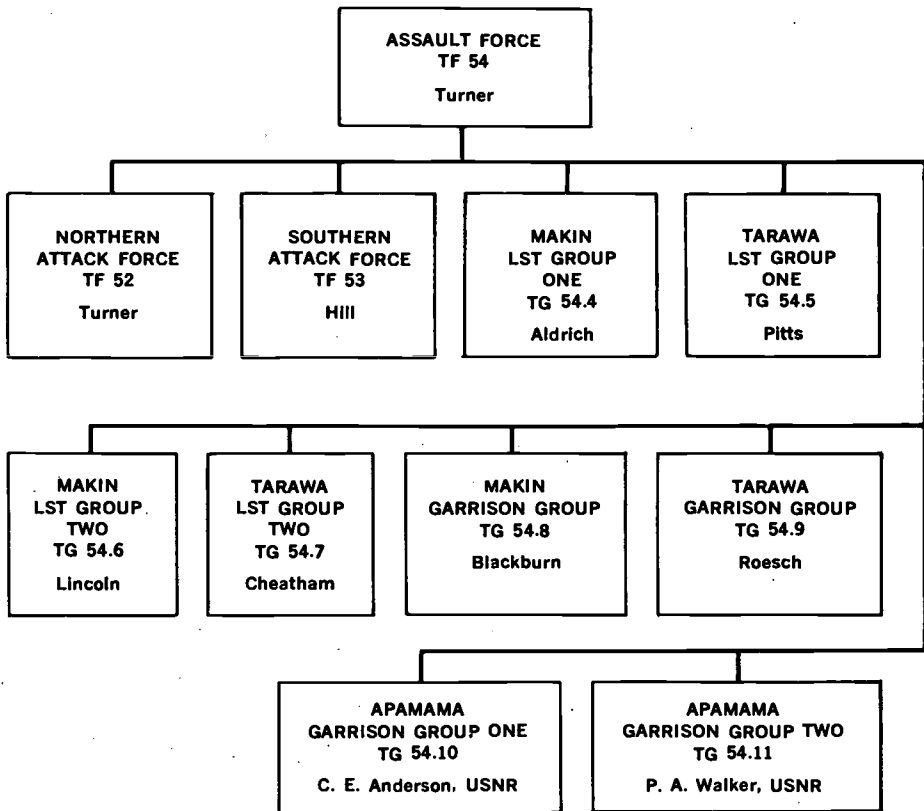 ASSAULT FORCE
TF 54
Turner
NORTHERN
ATTACK FORCE
TF 52
Turner
SOUTHERN
ATTACK FORCE
TF 53
Hill
MAKIN
LST GROUP
ONE
TG 54.4
Aldrich
TARAWA
LST GROUP
ONE
TG 54.5
Pitts
MAKIN
LST GROUP
TWO
TG 54.6
Lincoln
TARAWA
LST GROUP
TWO
TG 54.7
Cheatham
MAKIN
GARRISON GROUP
TG 54.8
Blackburn
TARAWA
GARRISON GROUP
TG 54.9
Roesch
APAMAMA
GARRISON GROUP ONE
TG 54.10
C. E. Anderson, USNR
APAMAMA
GARRISON GROUP TWO
TG 54.11
P. A. Walker, USNR